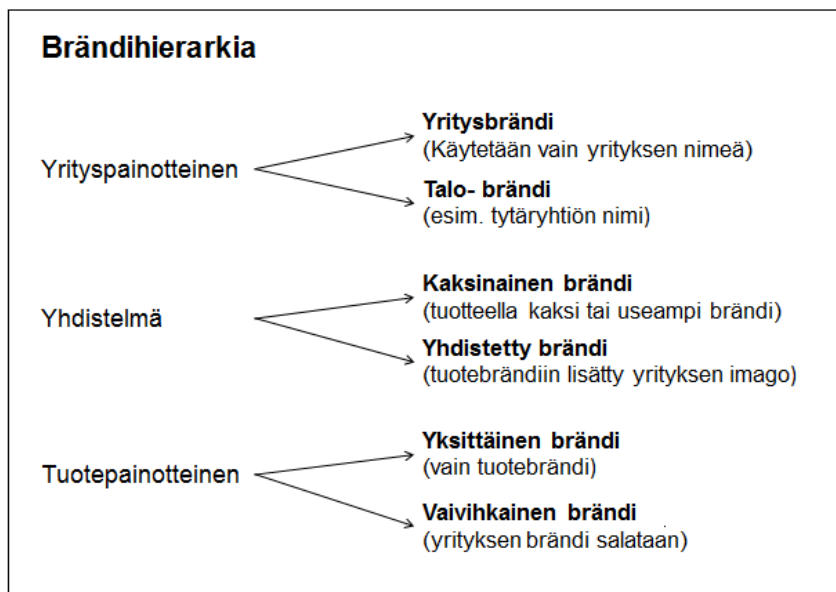 Brändihierarkia
Yrityspainotteinen
Yritysbrändi
(Käytetään vain yrityksen nimeä)
Talo- brändi
(esim. tytäryhtiön nimi)
Yhdistelmä
Kaksinainen brändi
(tuotteella kaksi tai useampi brändi)
Yhdistetty brändi
(tuotebrändiin lisätty yrityksen imago)
Tuotepainotteinen
Yksittäinen brändi
(vain tuotebrändi)
Vaivihkainen brändi
(yrityksen brändi salataan)